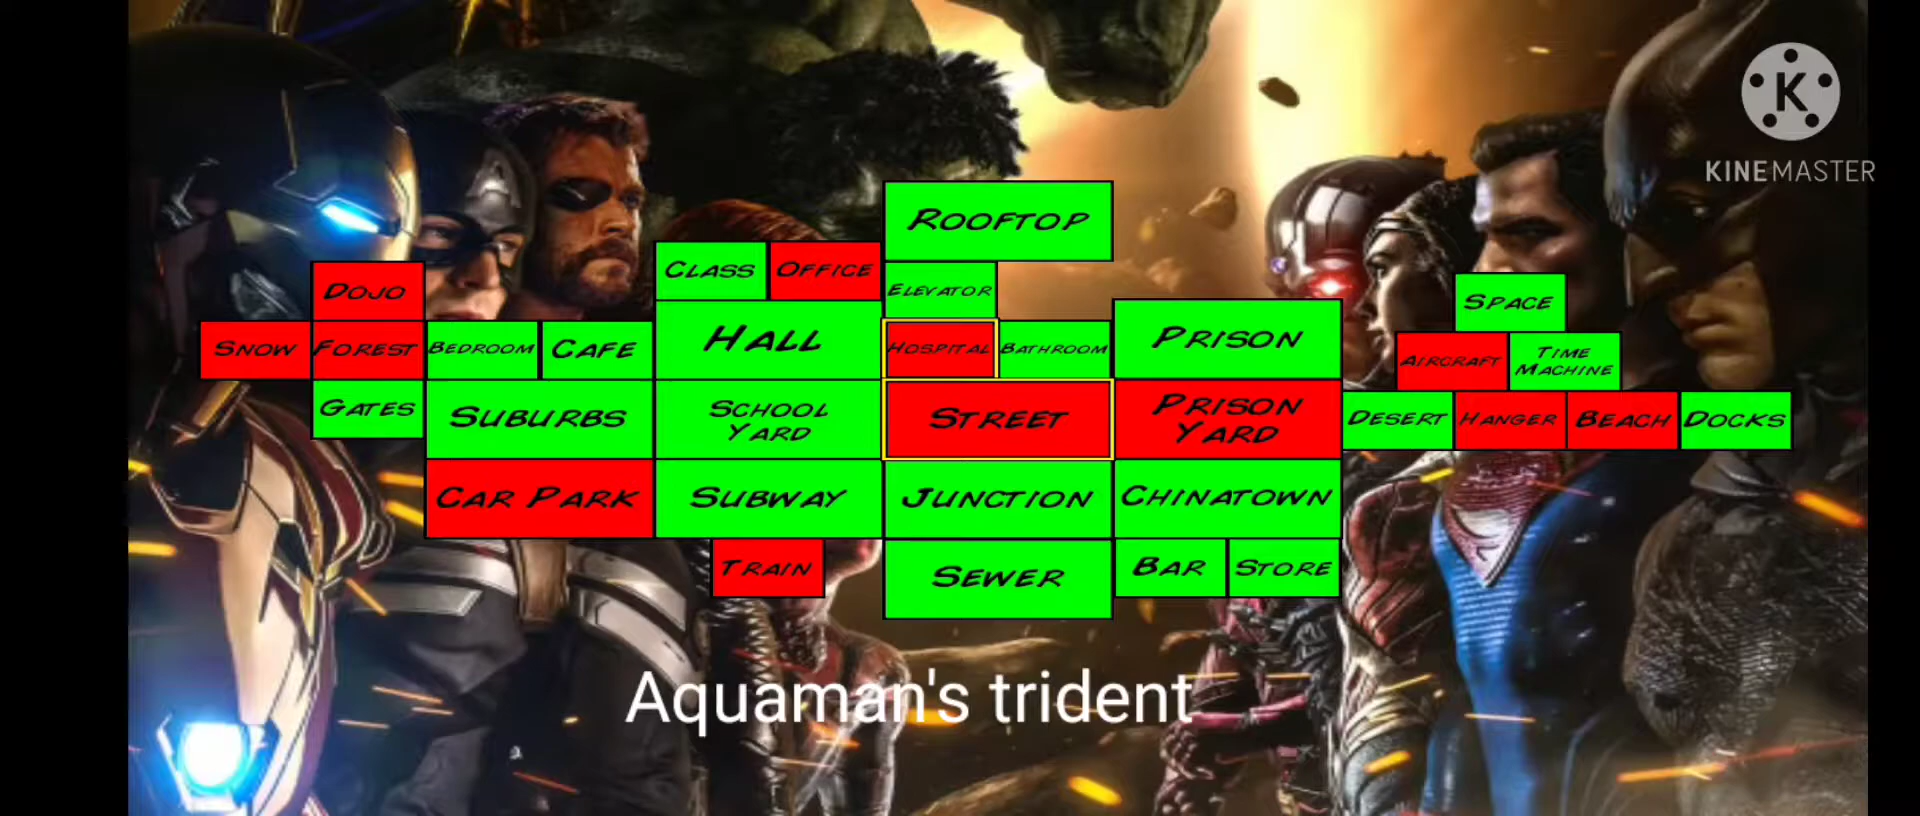 K
KINEMASTER
ROOFTOP
CLASS
OFFICE
ELEVATOR
DOJO
SPACE
SNOW
FOREST
BEDROOM
CAFE
HALL
HOSPITAL
BATHROOM
PRISON
AIRCRAFT
TIME
MACHINE
GATES
SUBURBS
SCHOOL
YARD
STREET
PRISON
YARD
DESERT
HANGER
BEACH
DOCKS
CAR PARK
SUBWAY
JUNCTION
CHINATOWN
TRAIN
SEWER
BAR
STORE
Aquaman's trident